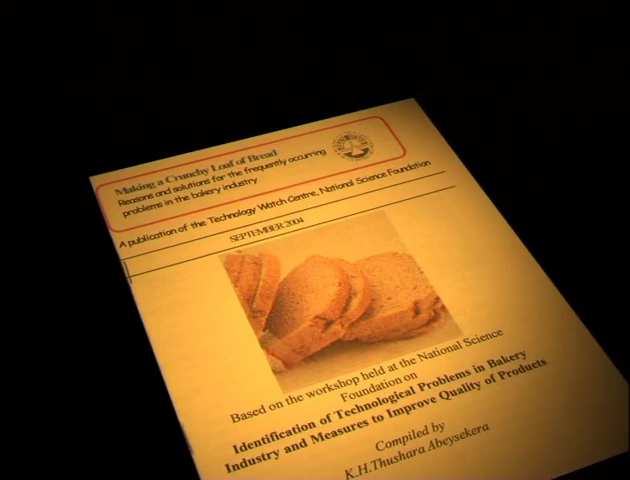 Making a Crunchy Loaf of Bread
Reasons and solutions for the frequently occurring
problems in the bakery industry
A publication of the Technology Watch Centre, National Science Foundation
SEPTEMBER 2004
Based on the workshop held at the National Science
Foundation on
Identification of Technological Problems in Bakery
Industry and Measures to Improve Quality of Products
Compiled by
K.H.Thushara Abeysekera